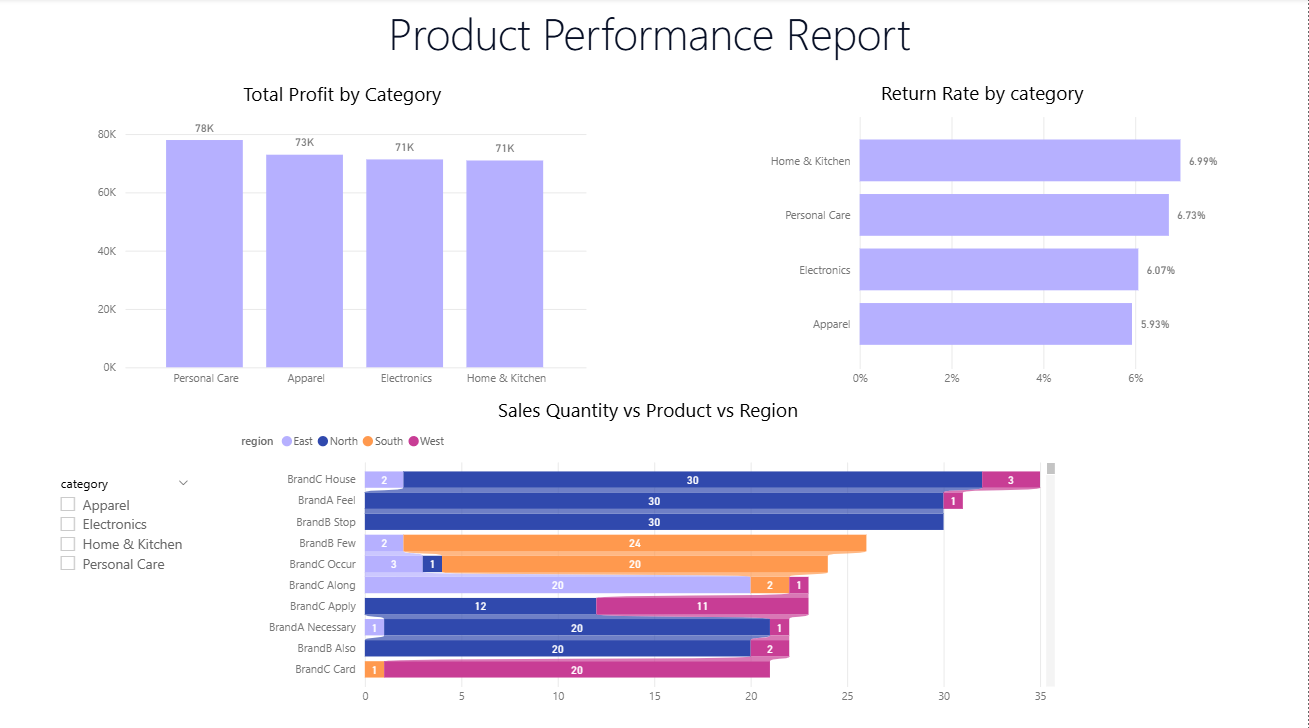 Product Performance Report
Total Profit by Category
80K
60K
40K
20K
0K
78K
73K
71K
71K
Personal Care
Apparel
Electronics
Home & Kitchen
Return Rate by category
Home & Kitchen
6.99%
Personal Care
6.73%
Electronics
6.07%
Apparel
5.93%
0%
2%
4%
6%
Sales Quantity vs Product vs Region
region East North South West
category
Apparel
Electronics
Home & Kitchen
Personal Care
BrandC House 2 30 3
BrandA Feel 30 1
BrandB Stop 30
BrandB Few 2 24
BrandC Occur 3 1 20
BrandC Along 20 2 1
BrandC Apply 12 11
BrandA Necessary 1 20 1
BrandB Also 20 2
BrandC Card 1 20
0 5 10 15 20 25 30 35